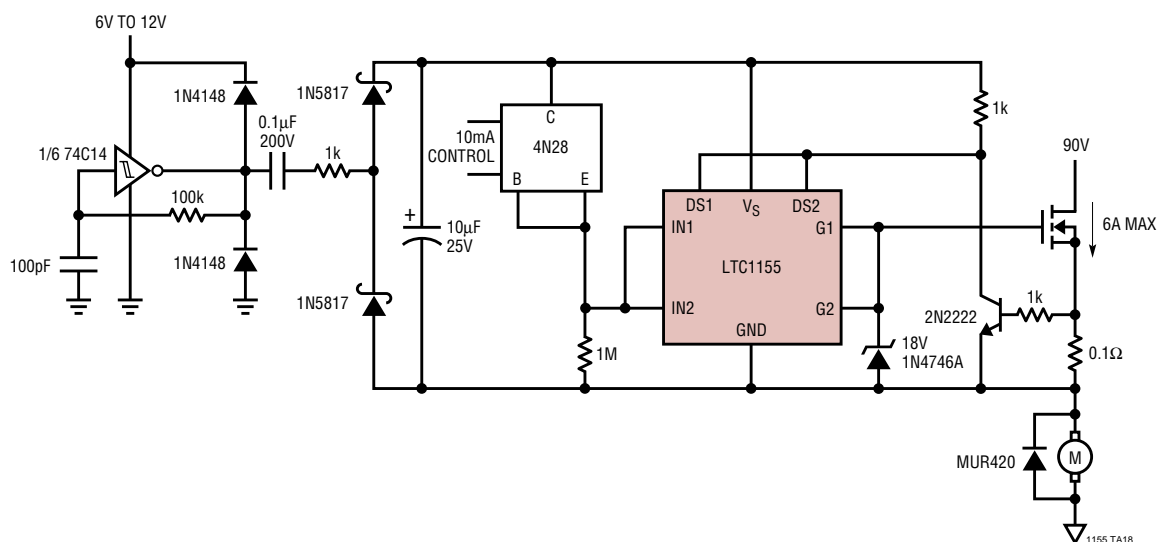 6V TO 12V
1N4148
1N5817
0.1µF
200V
1/6 74C14
1k
100k
100pF
1N4148
1N5817
+
10µF
25V
10mA
CONTROL
C
4N28
B
E
1k
90V
DS1
VS
DS2
IN1
G1
6A MAX
LTC1155
IN2
G2
GND
2N2222
1k
1M
18V
1N4746A
0.1Ω
MUR420
M
1155 TA18